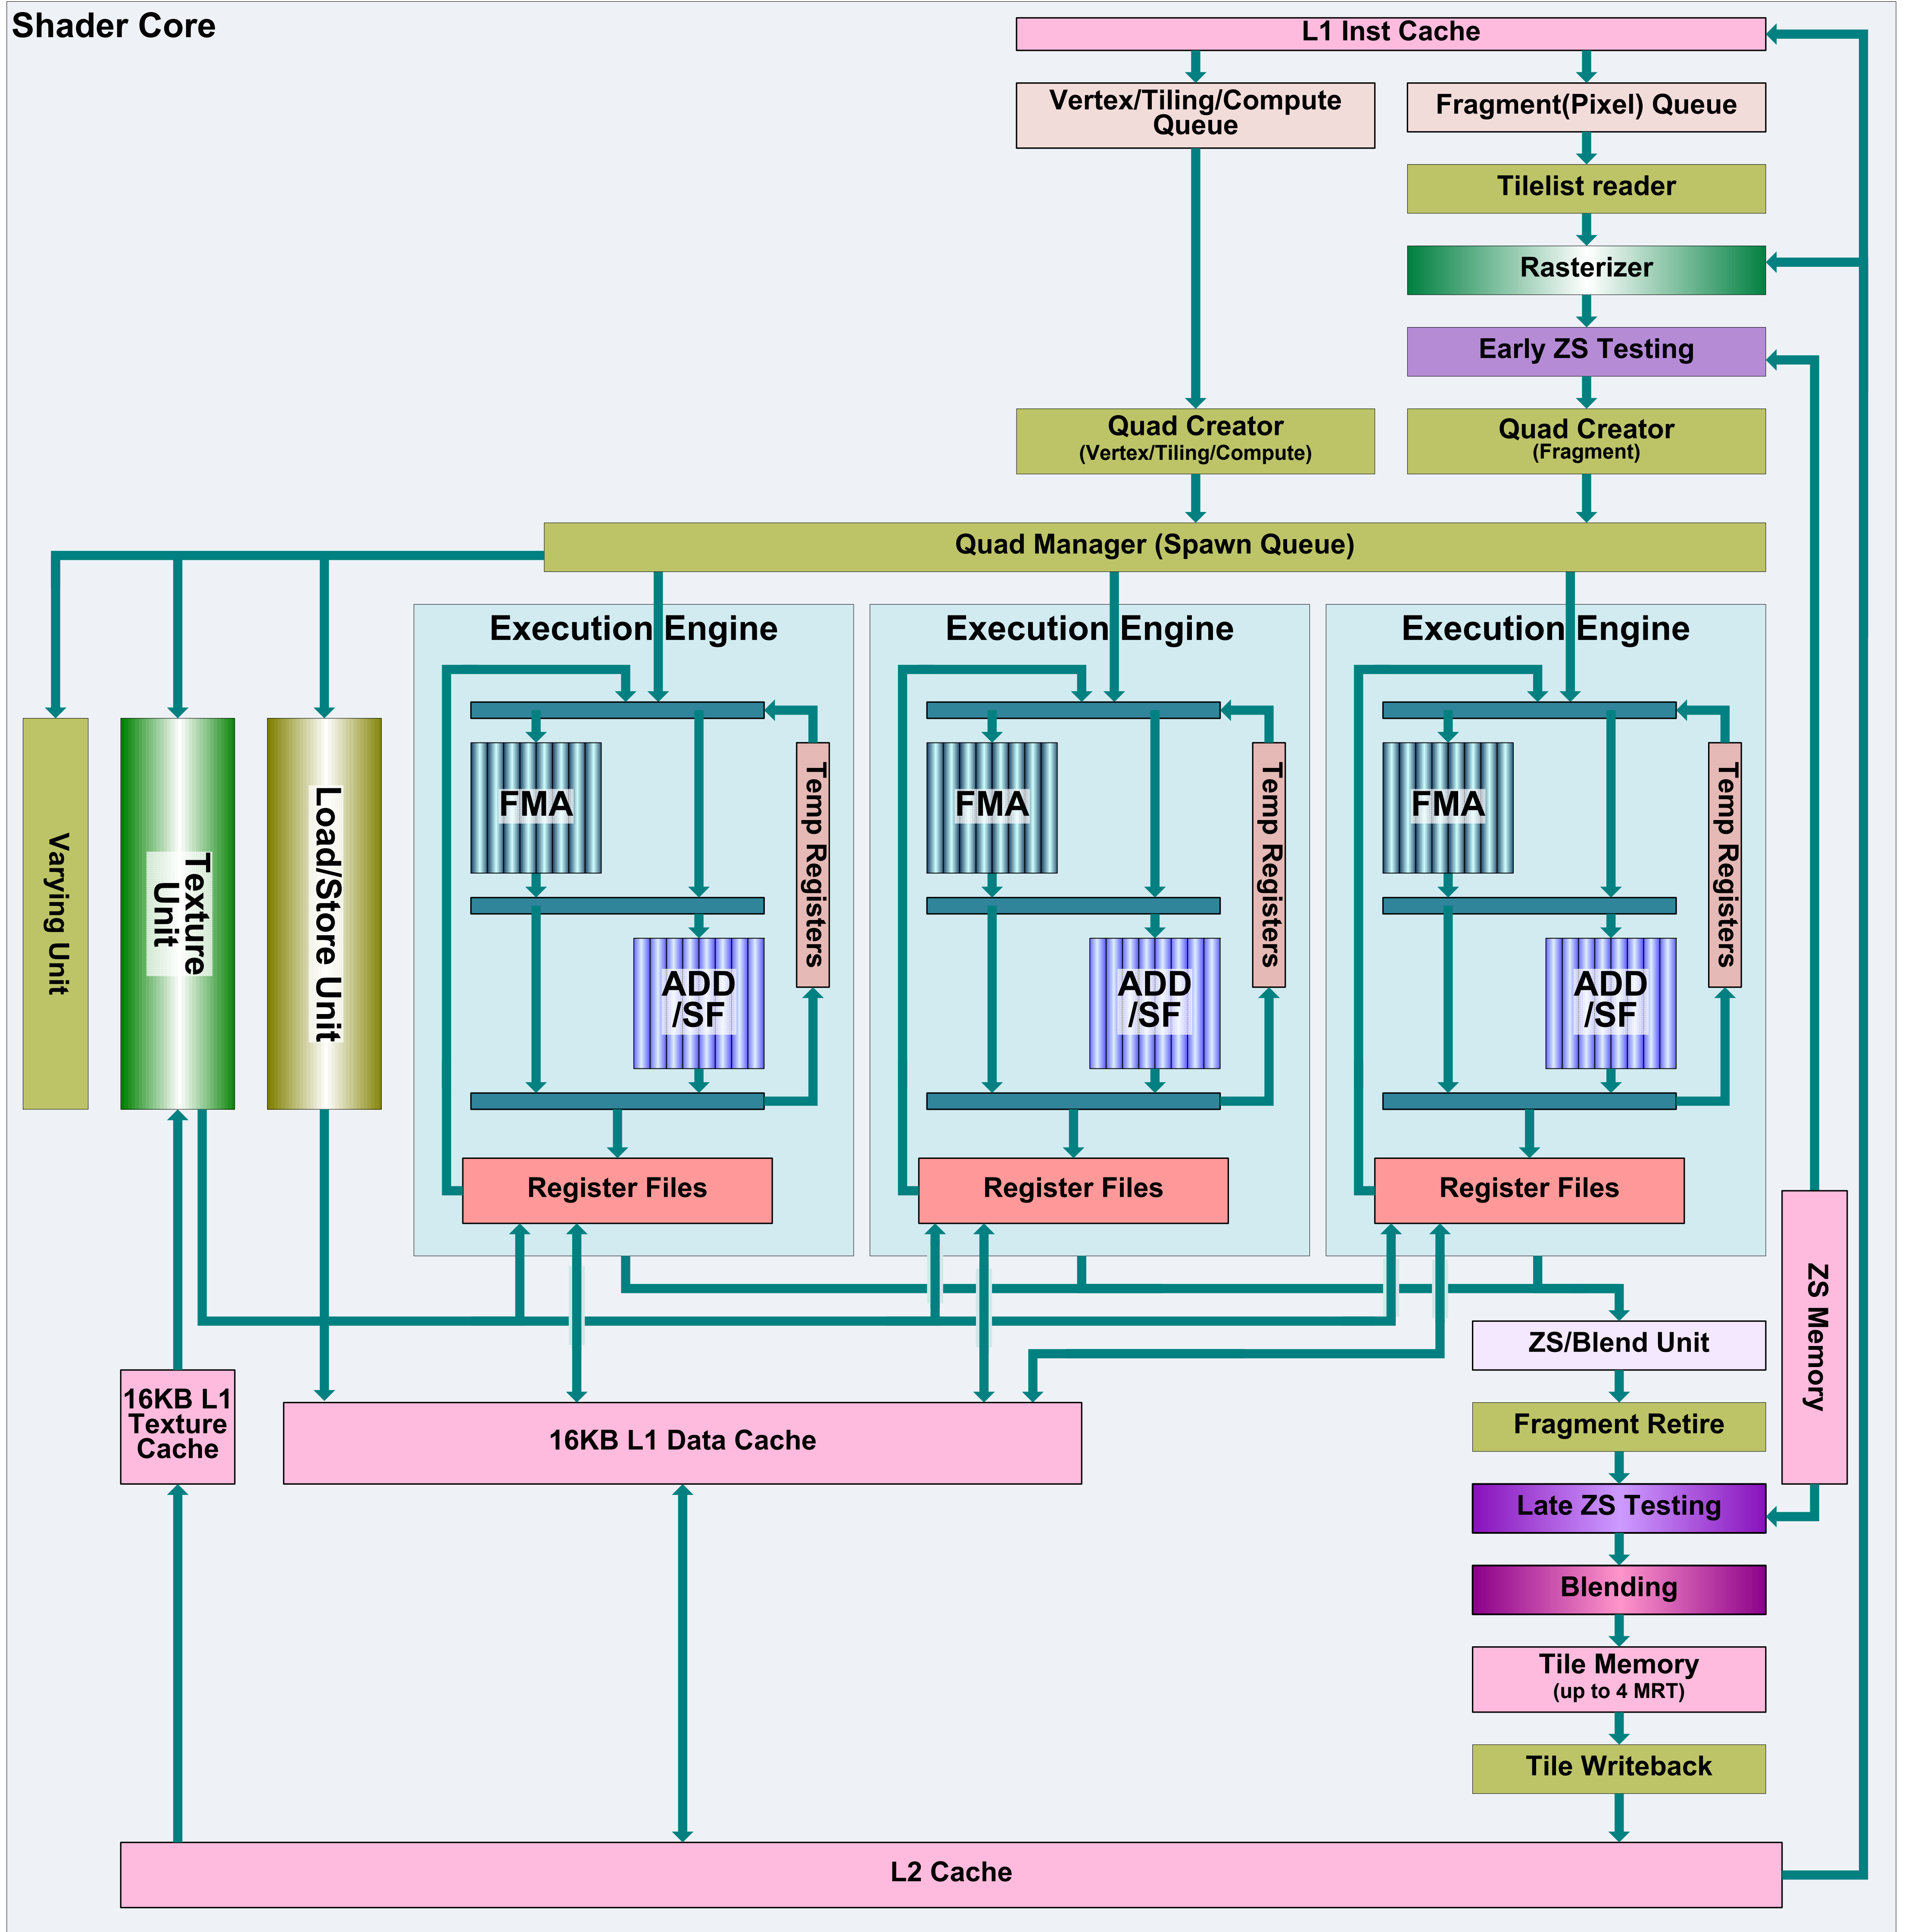 Shader Core
L1 Inst Cache
Vertex/Tiling/Compute
Queue
Fragment(Pixel) Queue
Tilelist reader
Rasterizer
Early ZS Testing
Quad Creator
(Vertex/Tiling/Compute)
Quad Creator
(Fragment)
Quad Manager (Spawn Queue)
Varying Unit
Texture
Unit
Load/Store Unit
Execution Engine
FMA
Temp Registers
ADD
/SF
Register Files
Execution Engine
FMA
Temp Registers
ADD
/SF
Register Files
Execution Engine
FMA
Temp Registers
ADD
/SF
Register Files
ZS Memory
16KB L1
Texture
Cache
16KB L1 Data Cache
ZS/Blend Unit
Fragment Retire
Late ZS Testing
Blending
Tile Memory
(up to 4 MRT)
Tile Writeback
L2 Cache